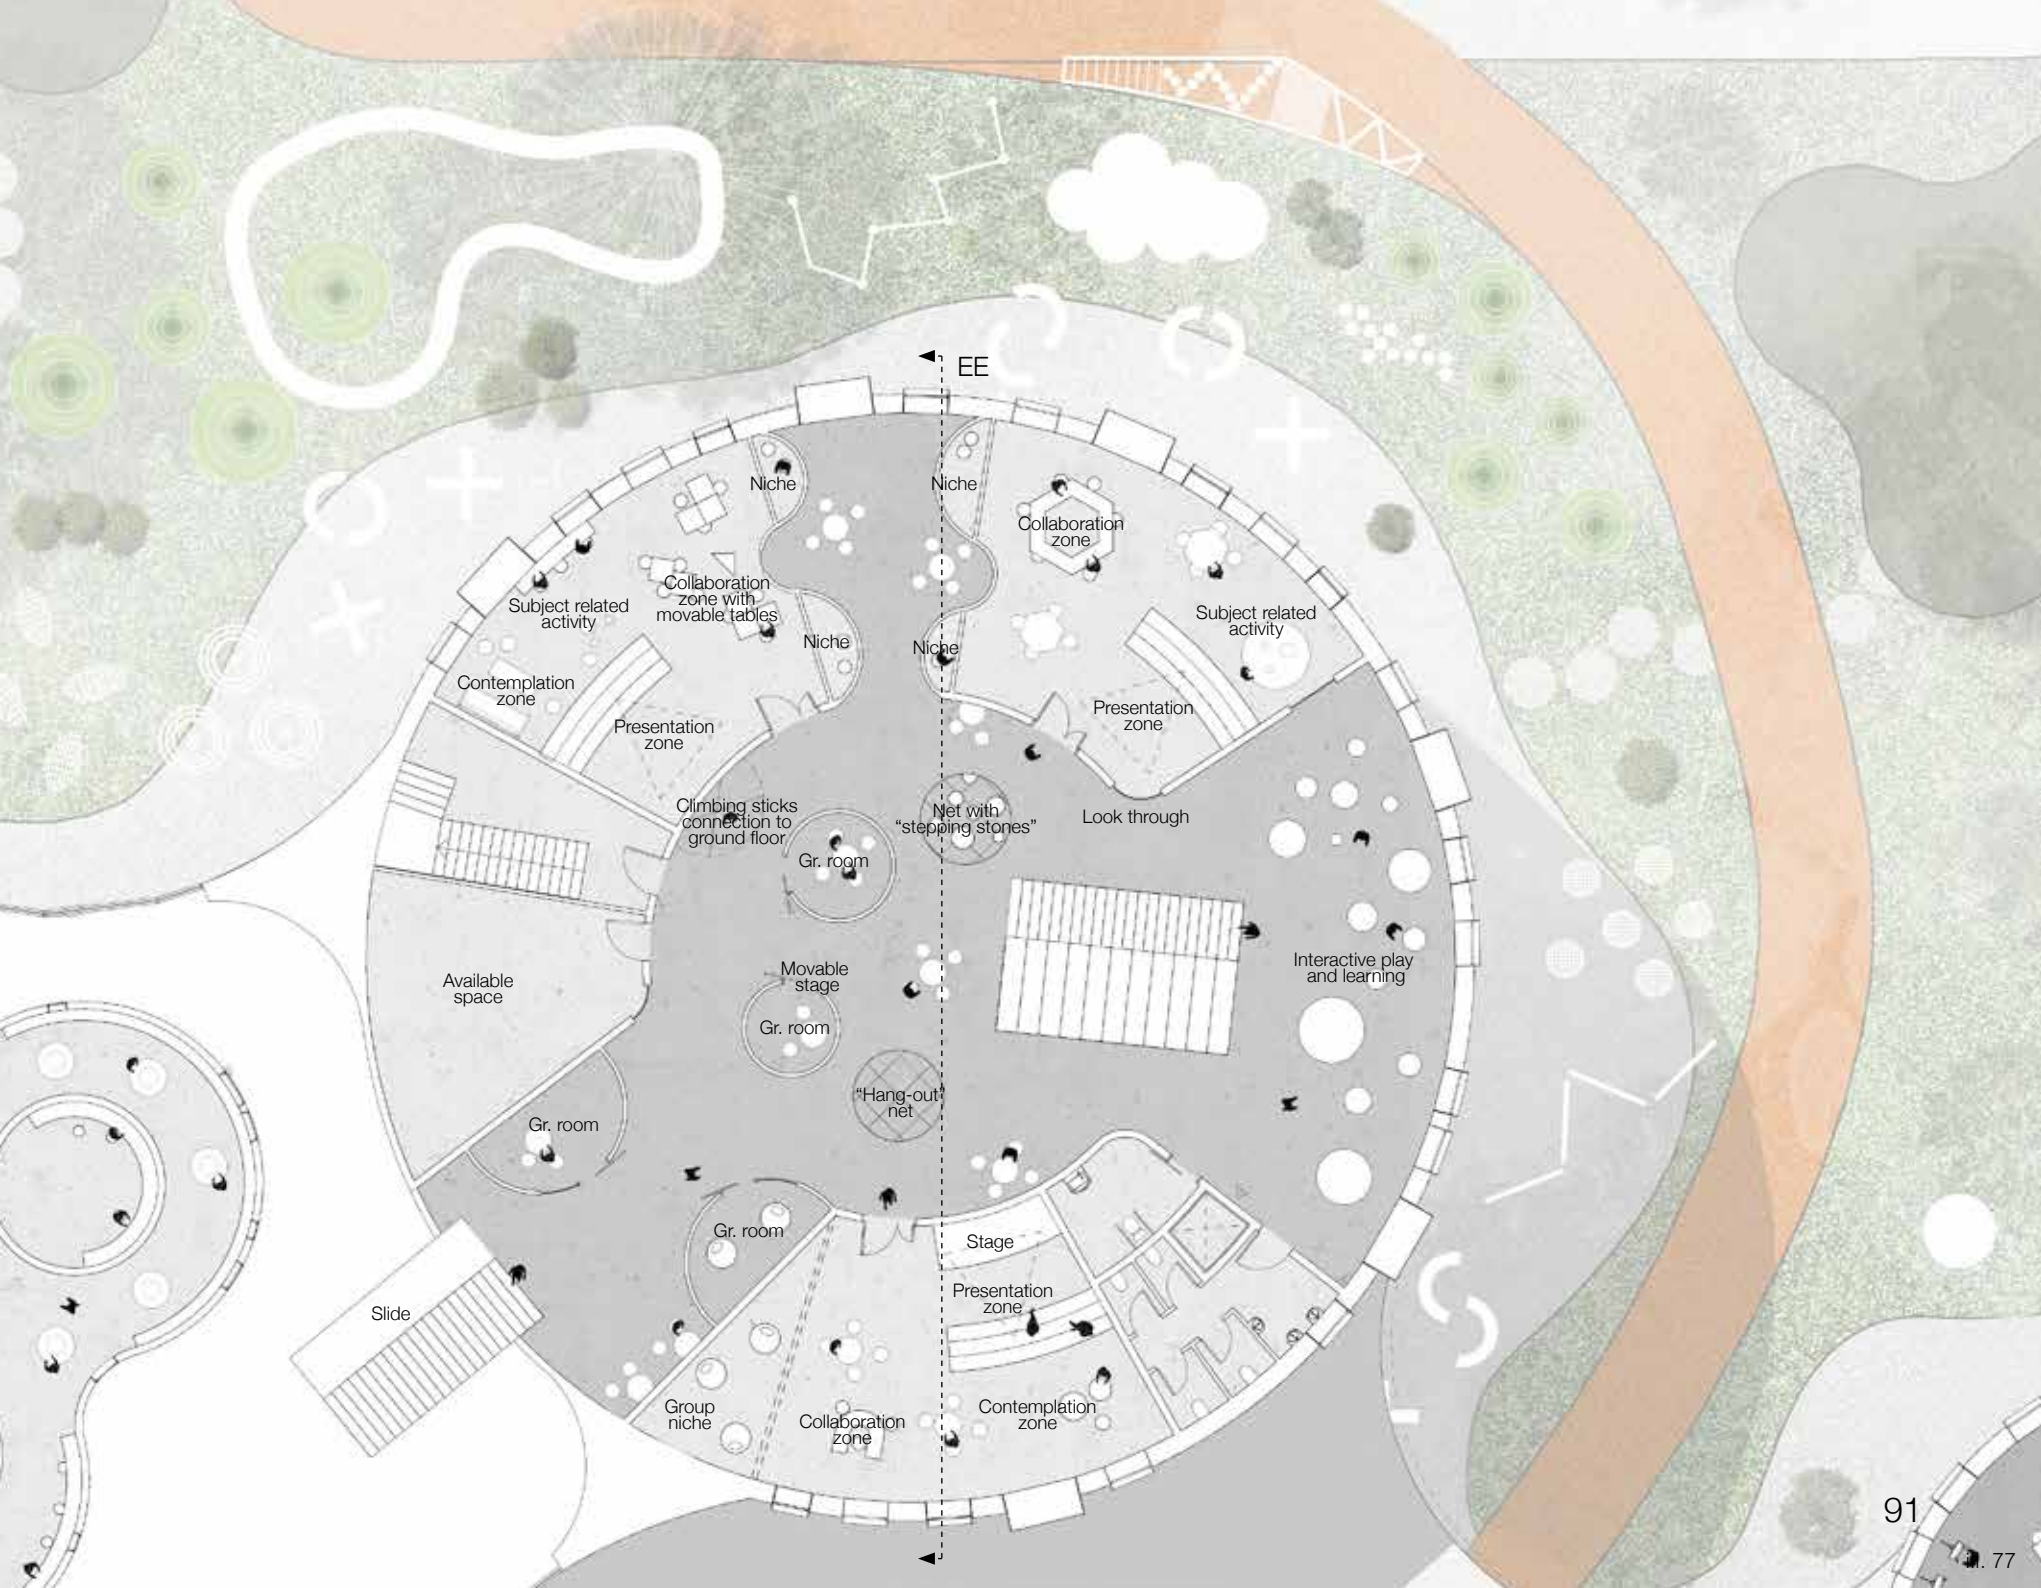 EE
Niche
Niche
Collaboration
zone
Collaboration
zone with
movable tables
Subject related
activity
Subject related
activity
Niche
Niche
Contemplation
zone
Presentation
zone
Presentation
zone
Climbing sticks
connection to
ground floor
Net with
“stepping stones”
Look through
Gr. room
Movable
stage
Interactive play
and learning
Available
space
Gr. room
“Hang-out”
net
Gr. room
Gr. room
Stage
Presentation
zone
Slide
Group
niche
Collaboration
zone
Contemplation
zone
91
77